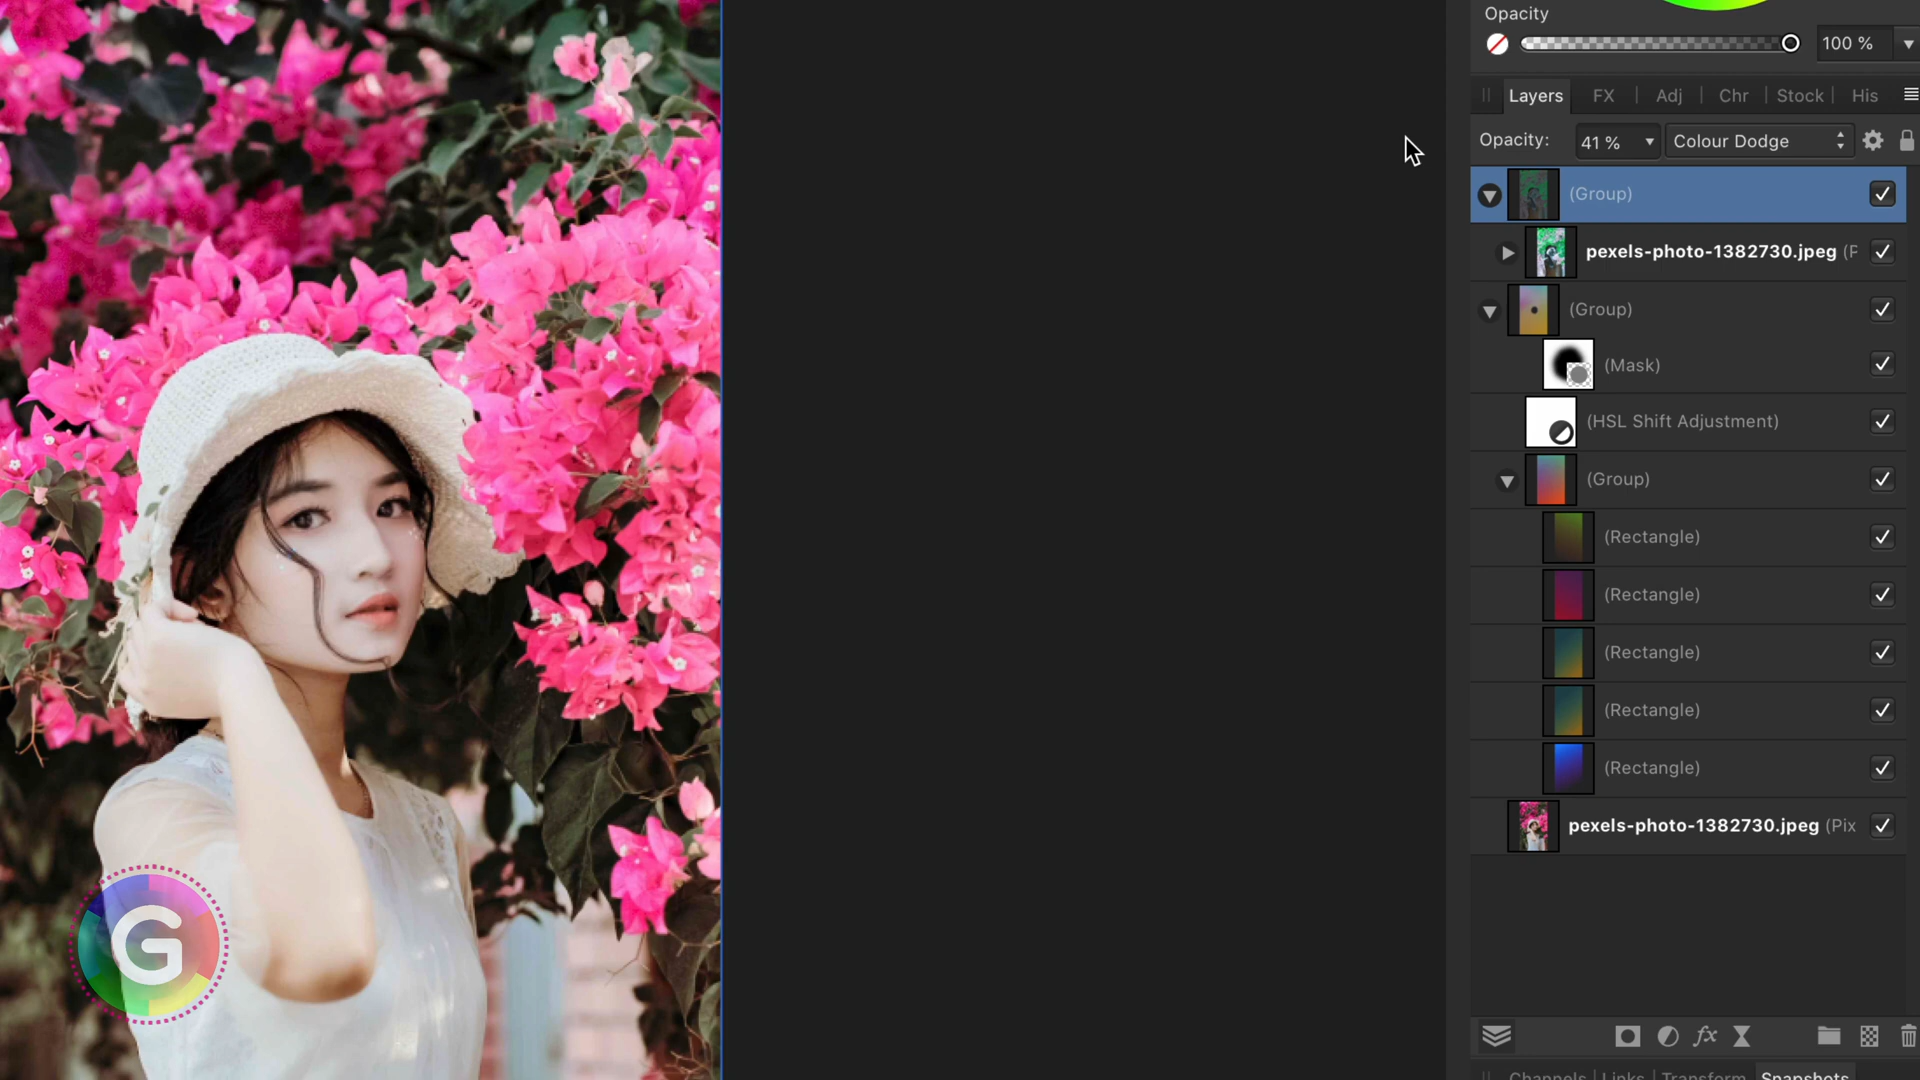 Opacity
100 %
Layers FX Adj Chr Stock His
Opacity: 41 % Colour Dodge
(Group)
pexels-photo-1382730.jpeg (P
(Group)
(Mask)
(HSL Shift Adjustment)
(Group)
(Rectangle)
(Rectangle)
(Rectangle)
(Rectangle)
(Rectangle)
pexels-photo-1382730.jpeg (Pix
G
fx
Channels Links Transform Snapshots